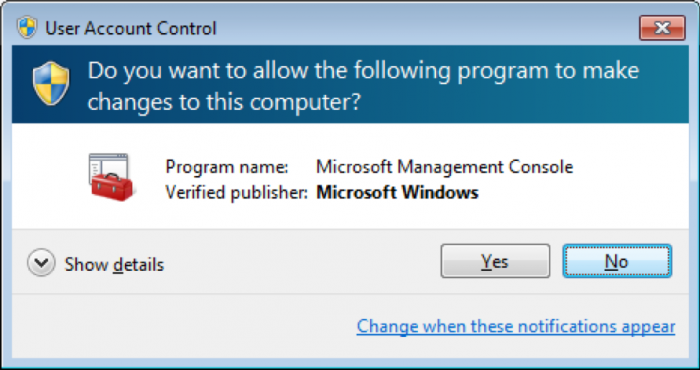 User Account Control
Do you want to allow the following program to make
changes to this computer?
Program name: Microsoft Management Console
Verified publisher: Microsoft Windows
Show details
Yes
No
Change when these notifications appear